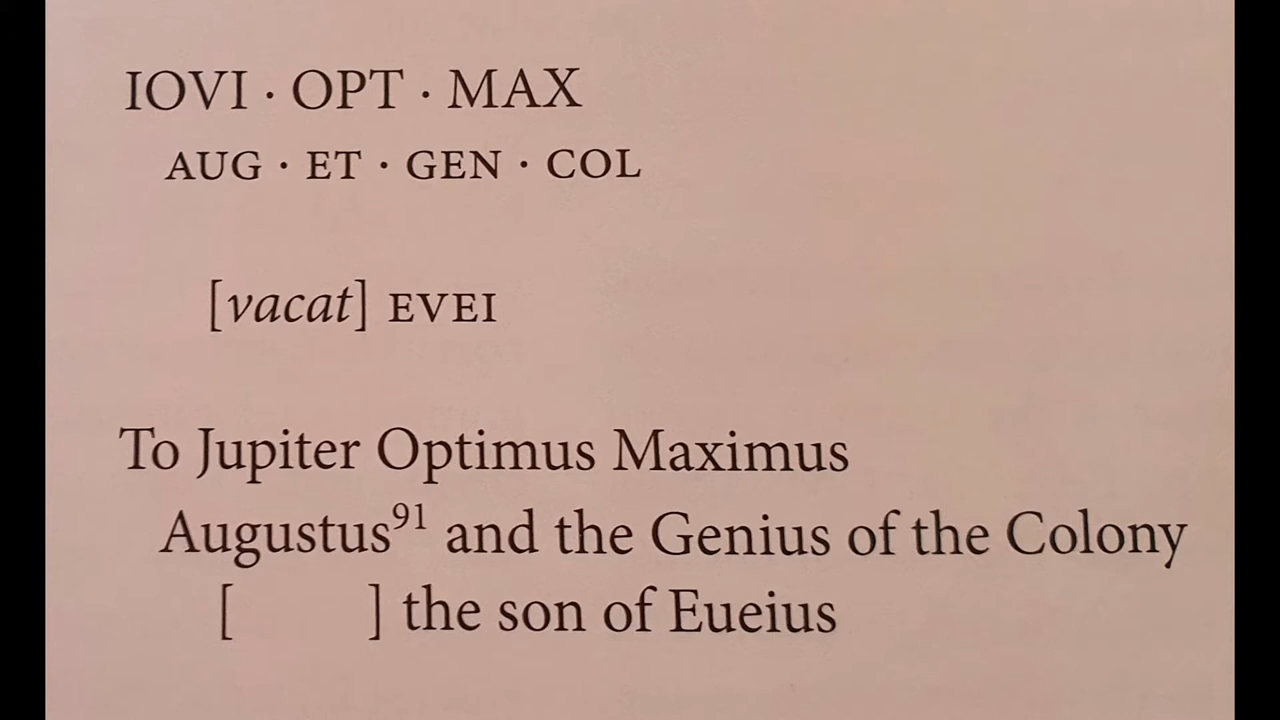 IOVI · OPT · MAX
AUG · ET · GEN · COL
[vacat] EVEI
To Jupiter Optimus Maximus
Augustus91 and the Genius of the Colony
[ ] the son of Eueius